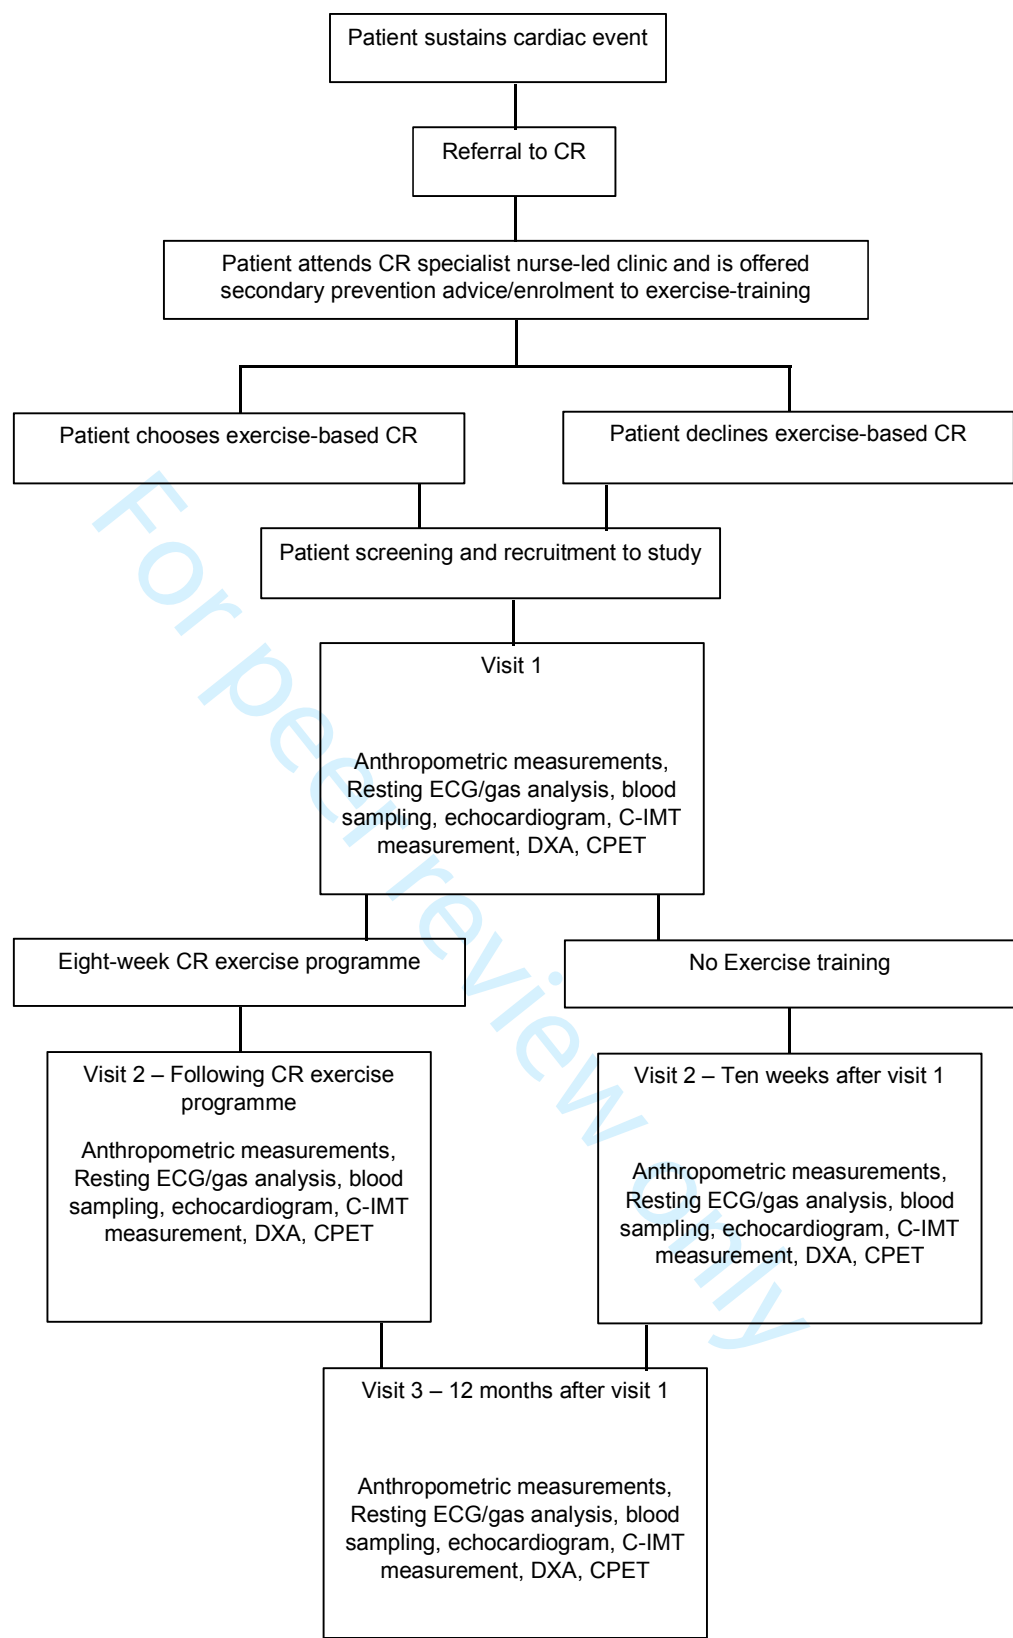 Patient sustains cardiac event
Referral to CR
Patient attends CR specialist nurse-led clinic and is offered
secondary prevention advice/enrolment to exercise-training
Patient chooses exercise-based CR
Patient declines exercise-based CR
Patient screening and recruitment to study
Visit 1
Anthropometric measurements,
Resting ECG/gas analysis, blood
sampling, echocardiogram, C-IMT
measurement, DXA, CPET
Eight-week CR exercise programme
No Exercise training
Visit 2 – Following CR exercise
programme
Anthropometric measurements,
Resting ECG/gas analysis, blood
sampling, echocardiogram, C-IMT
measurement, DXA, CPET
Visit 2 – Ten weeks after visit 1
Anthropometric measurements,
Resting ECG/gas analysis, blood
sampling, echocardiogram, C-IMT
measurement, DXA, CPET
Visit 3 – 12 months after visit 1
Anthropometric measurements,
Resting ECG/gas analysis, blood
sampling, echocardiogram, C-IMT
measurement, DXA, CPET
For peer review only